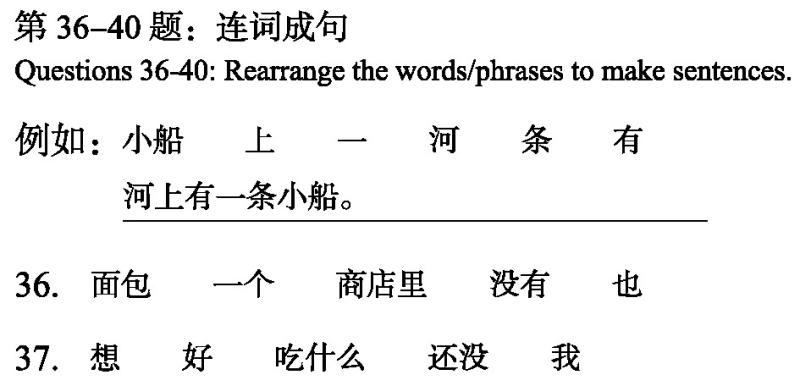 第 36–40 题：连词成句
Questions 36-40: Rearrange the words/phrases to make sentences.
例如：小船 上 一 河 条 有
河上有一条小船。
36. 面包 一个 商店里 没有 也
37. 想 好 吃什么 还没 我